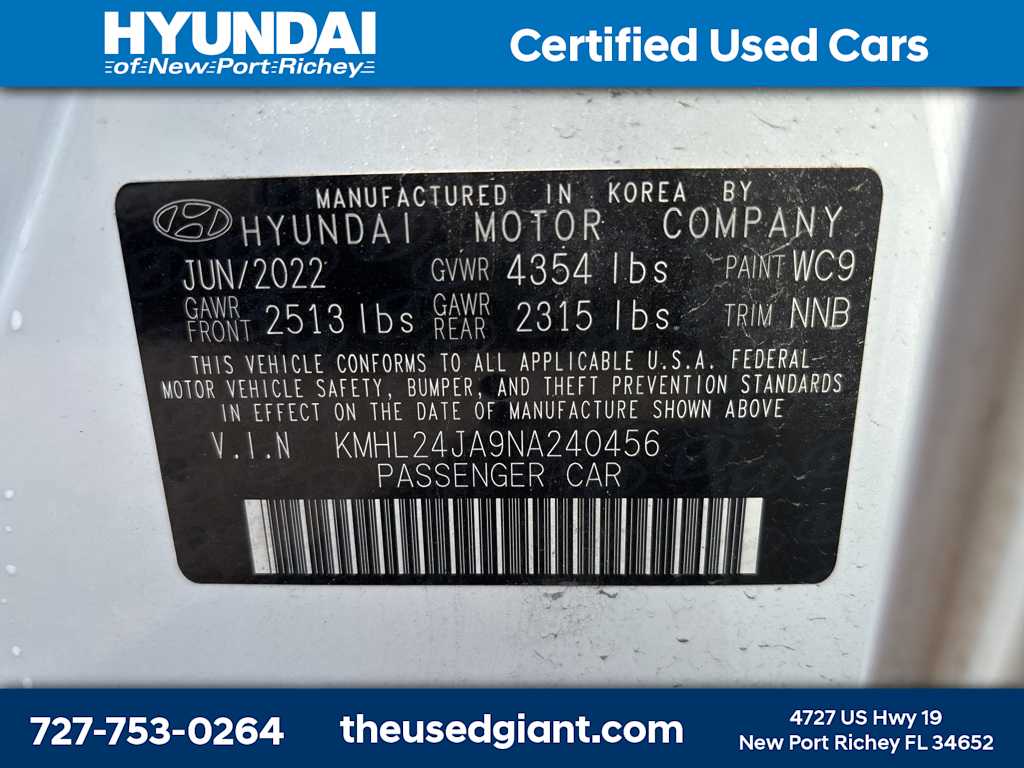 HYUNDAI
of New Port Richey
Certified Used Cars
MANUFACTURED IN KOREA BY
HYUNDAI MOTOR COMPANY
JUN/2022 GVWR 4354 lbs PAINT WC9
GAWR FRONT 2513 lbs GAWR REAR 2315 lbs TRIM NNB
THIS VEHICLE CONFORMS TO ALL APPLICABLE U.S.A. FEDERAL
MOTOR VEHICLE SAFETY, BUMPER, AND THEFT PREVENTION STANDARDS
IN EFFECT ON THE DATE OF MANUFACTURE SHOWN ABOVE
V.I.N KMHL24JA9NA240456
PASSENGER CAR
727-753-0264
theusedgiant.com
4727 US Hwy 19
New Port Richey FL 34652